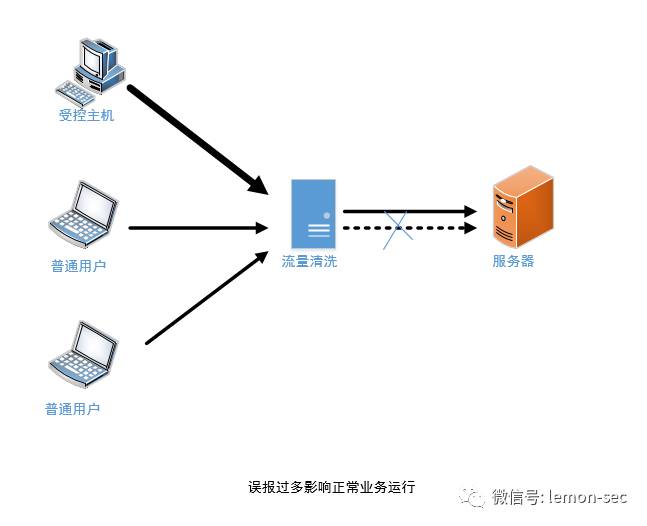 受控主机
普通用户
流量清洗
服务器
普通用户
误报过多影响正常业务运行
微信号: lemon-sec